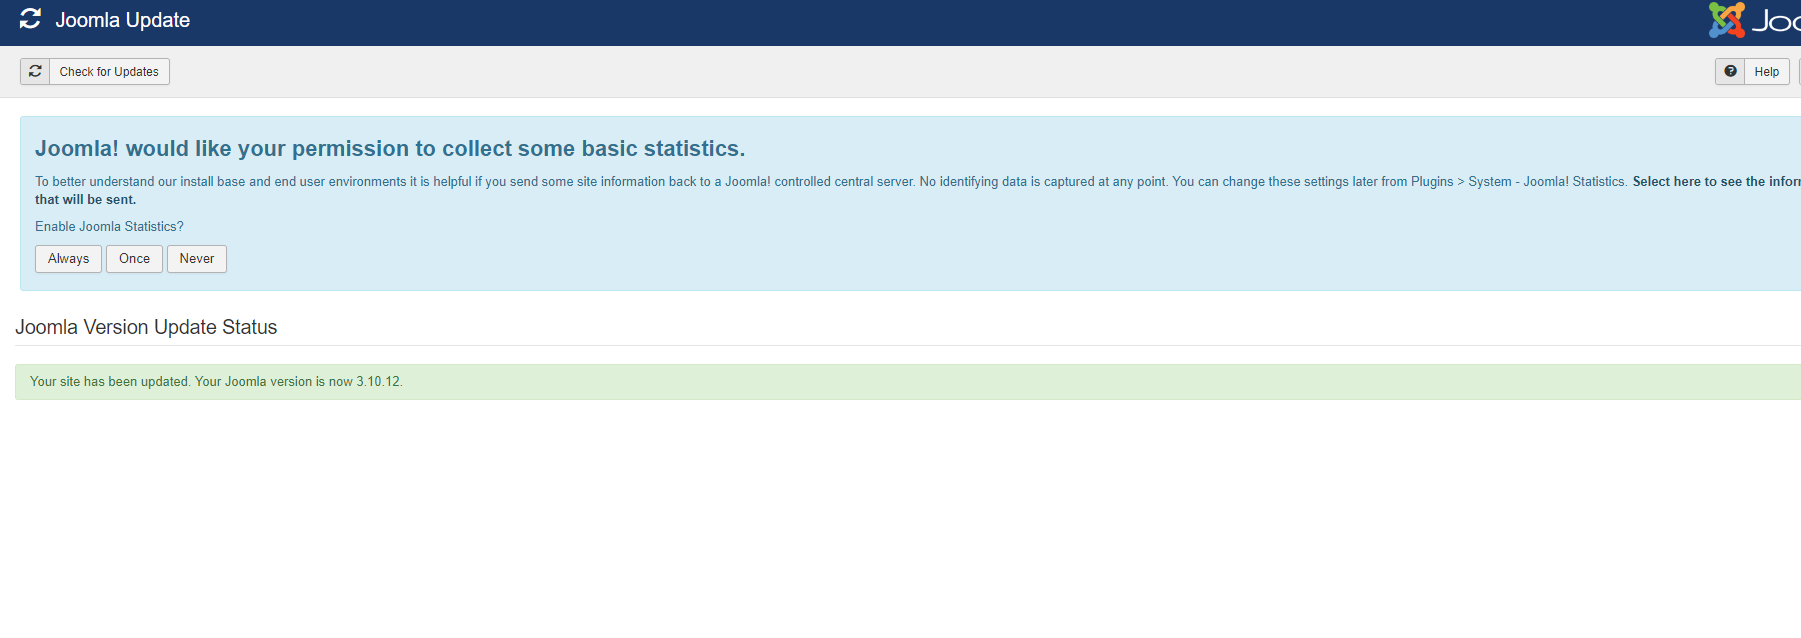 Joomla Update
Check for Updates
Help
Joomla! would like your permission to collect some basic statistics.
To better understand our install base and end user environments it is helpful if you send some site information back to a Joomla! controlled central server. No identifying data is captured at any point. You can change these settings later from Plugins > System - Joomla! Statistics. Select here to see the
that will be sent.
Enable Joomla Statistics?
Always Once Never
Joomla Version Update Status
Your site has been updated. Your Joomla version is now 3.10.12.